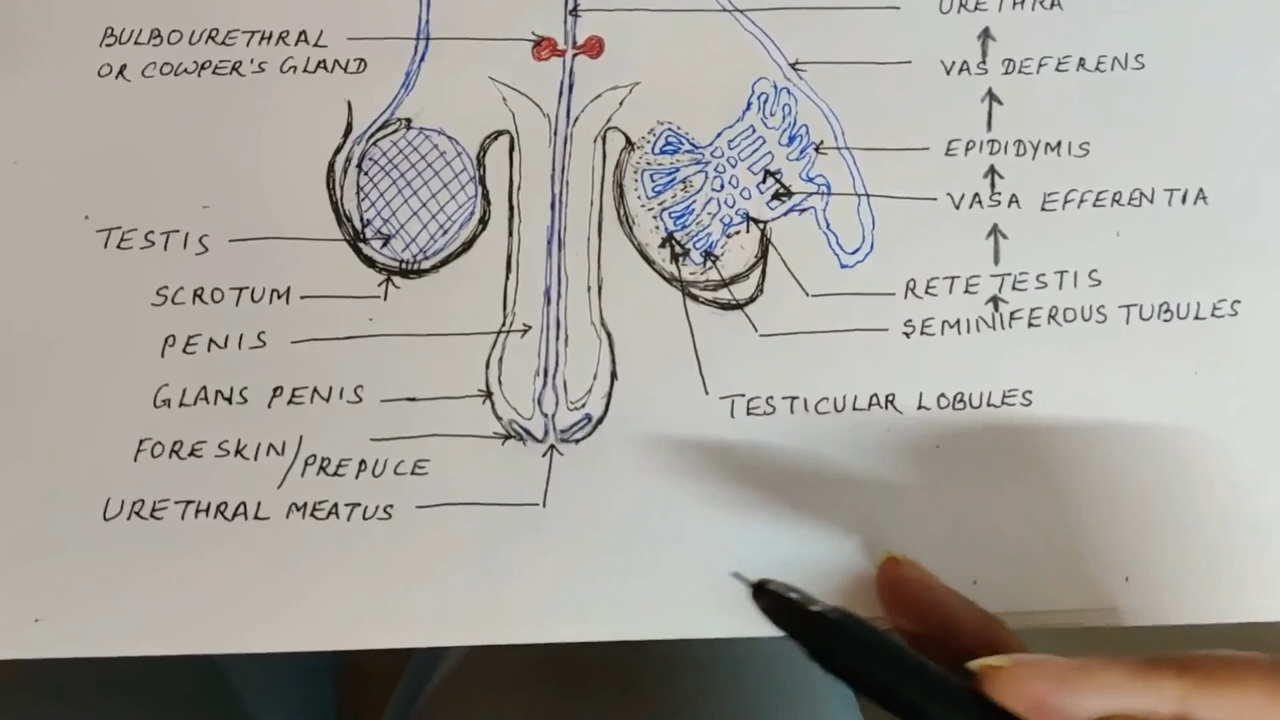 BULBOURETHRAL
OR COWPER'S GLAND
TESTIS
SCROTUM
PENIS
GLANS PENIS
FORESKIN/PREPUCE
URETHRAL MEATUS
URETHRA
VAS DEFERENS
EPIDIDYMIS
VASA EFFERENTIA
RETE TESTIS
SEMINIFEROUS TUBULES
TESTICULAR LOBULES